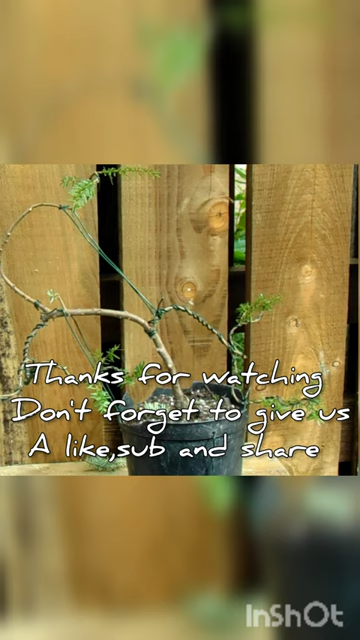 Thanks for watching
Don't forget to give us
A like,sub and share
InShOt